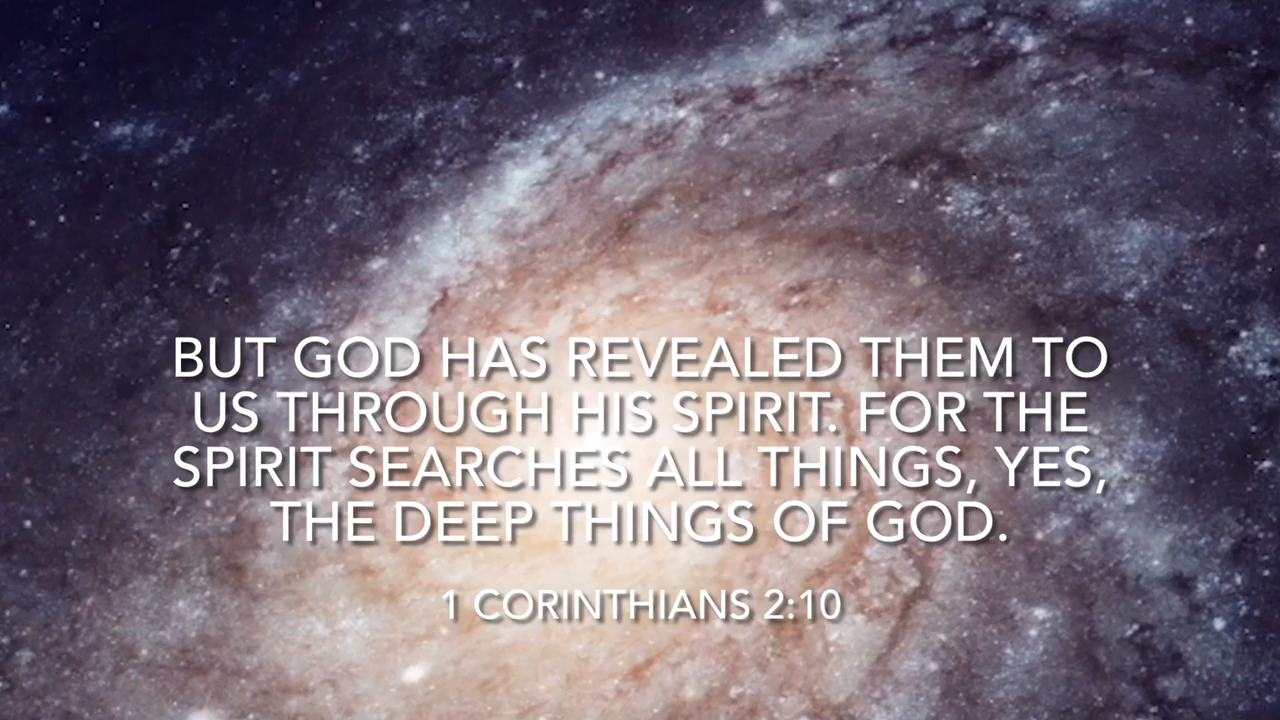 BUT GOD HAS REVEALED THEM TO
US THROUGH HIS SPIRIT. FOR THE
SPIRIT SEARCHES ALL THINGS, YES,
THE DEEP THINGS OF GOD.
1 CORINTHIANS 2:10